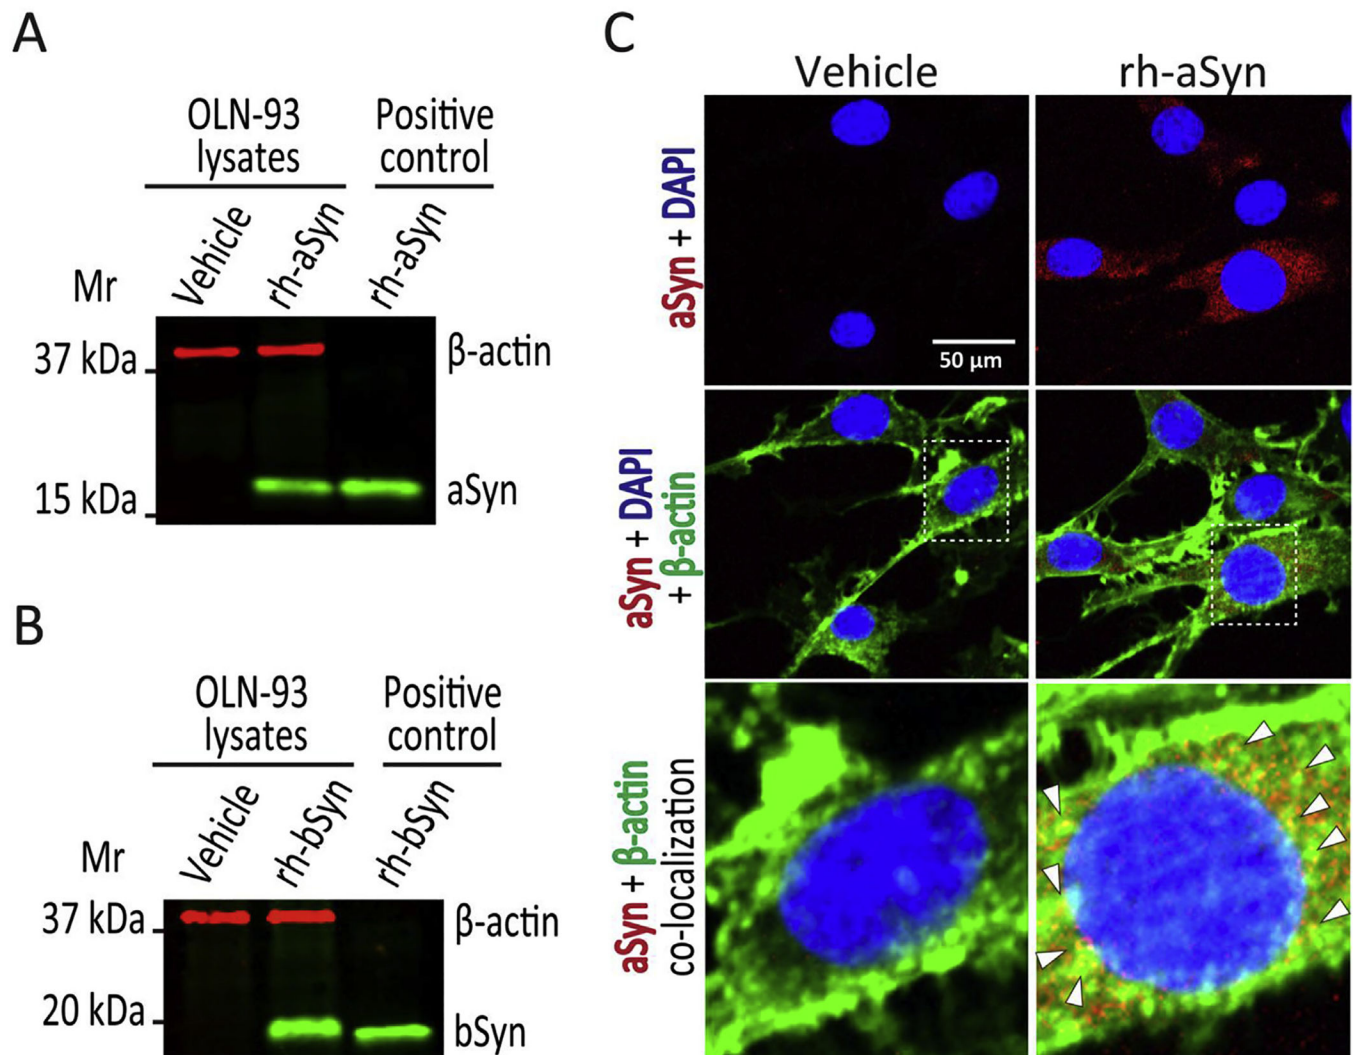 A
OLN-93
lysates
Positive
control
Vehicle
rh-aSyn
rh-aSyn
Mr
37 kDa
β-actin
15 kDa
aSyn
B
OLN-93
lysates
Positive
control
Vehicle
rh-bSyn
rh-bSyn
Mr
37 kDa
β-actin
20 kDa
bSyn
C
Vehicle
rh-aSyn
aSyn + DAPI
50 μm
aSyn + DAPI
+ β-actin
aSyn + β-actin
co-localization